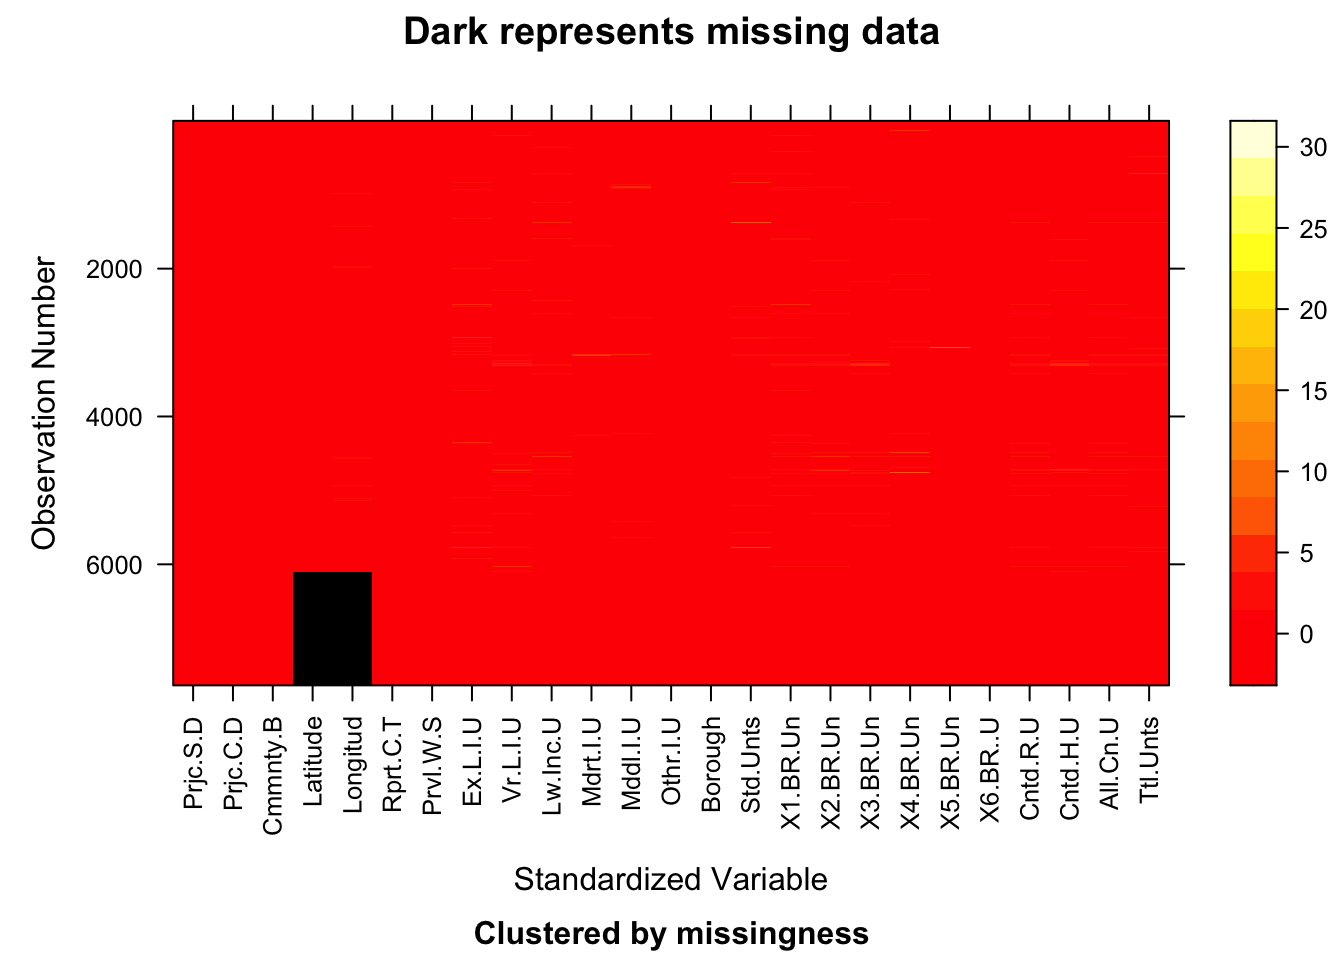 Dark represents missing data
Observation Number
2000
4000
6000
30
25
20
15
10
5
0
Prjc.S.D
Prjc.C.D
Cmmnty.B
Latitude
Longitud
Rprt.C.T
Prvl.W.S
Ex.L.I.U
Vr.L.I.U
Lw.Inc.U
Mdrt.I.U
Mddl.I.U
Othr.I.U
Borough
Std.Unts
X1.BR.Un
X2.BR.Un
X3.BR.Un
X4.BR.Un
X5.BR.Un
X6.BR..U
Cntd.R.U
Cntd.H.U
All.Cn.U
Ttl.Unts
Standardized Variable
Clustered by missingness